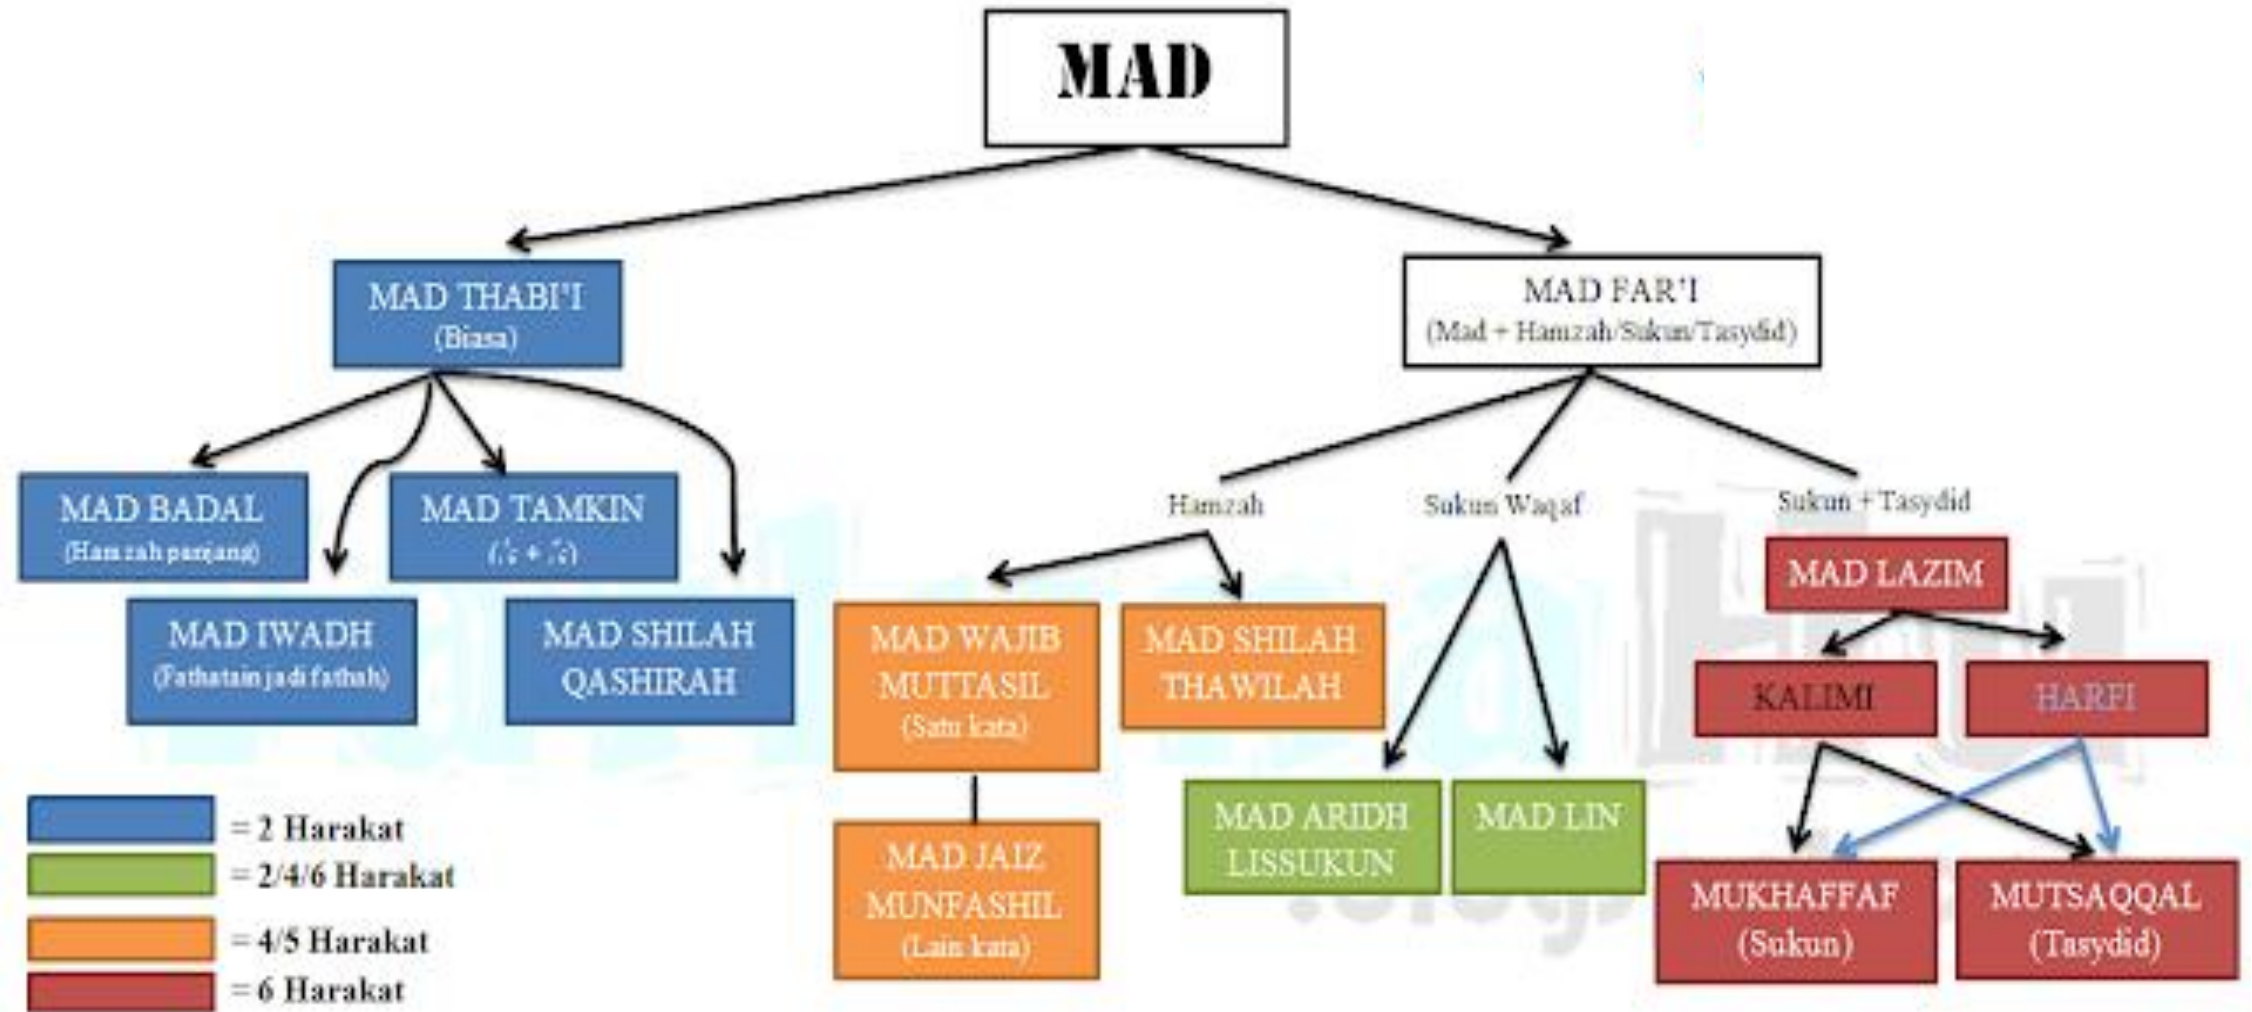 MAD
MAD THABI'I
(Biasa)
MAD FAR'I
(Mad + Hamzah/Sukun/Tasydid)
MAD BADAL
(Hamzah panjang)
MAD TAMKIN
MAD IWADH
(Fathatain jadi fathah)
MAD SHILAH
QASHIRAH
Hamzah
Sukun Waqaf
Sukun + Tasydid
MAD WAJIB
MUTTASIL
(Satu kata)
MAD SHILAH
THAWILAH
MAD JAIZ
MUNFASHIL
(Lain kata)
MAD ARIDH
LISSUKUN
MAD LIN
MAD LAZIM
KALIMI
HARFI
MUKHAFFAF
(Sukun)
MUTSAQQAL
(Tasydid)
= 2 Harakat
= 2/4/6 Harakat
= 4/5 Harakat
= 6 Harakat